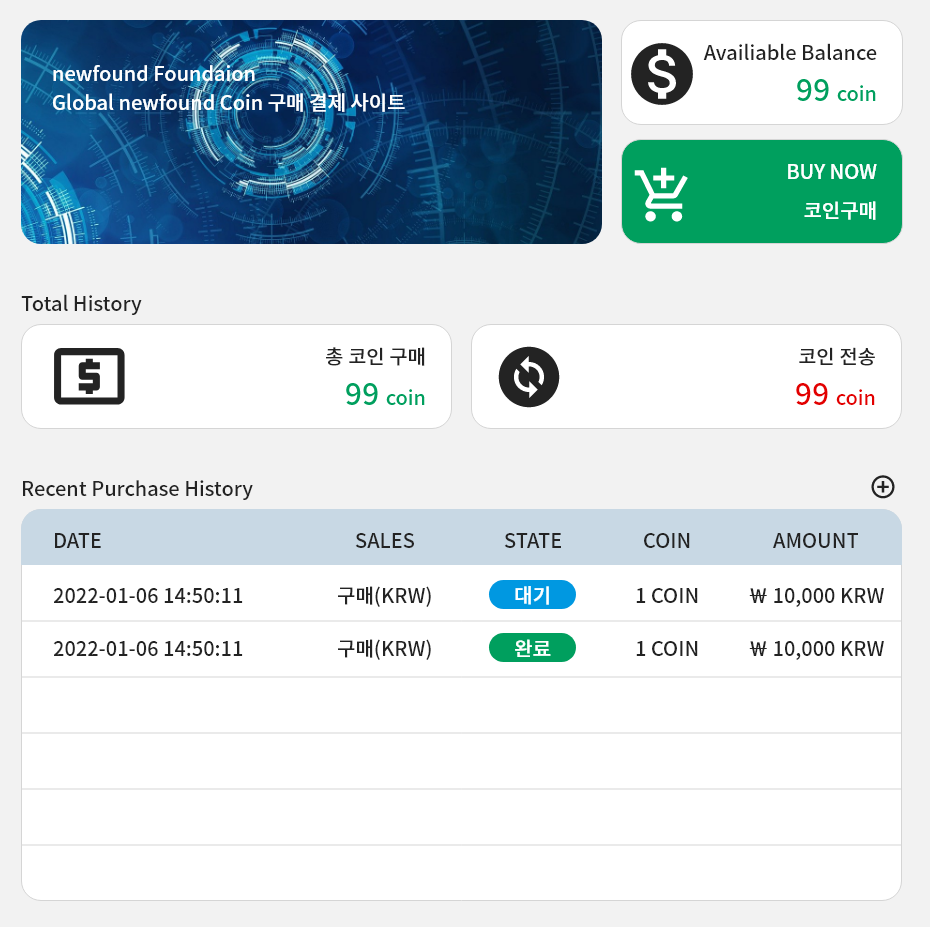 newfound Foundaion
Global newfound Coin 구매 결제 사이트
Availiable Balance
99 coin
BUY NOW
코인구매
Total History
총 코인 구매
99 coin
코인 전송
99 coin
Recent Purchase History
DATE SALES STATE COIN AMOUNT
2022-01-06 14:50:11 구매(KRW) 대기 1 COIN ₩ 10,000 KRW
2022-01-06 14:50:11 구매(KRW) 완료 1 COIN ₩ 10,000 KRW